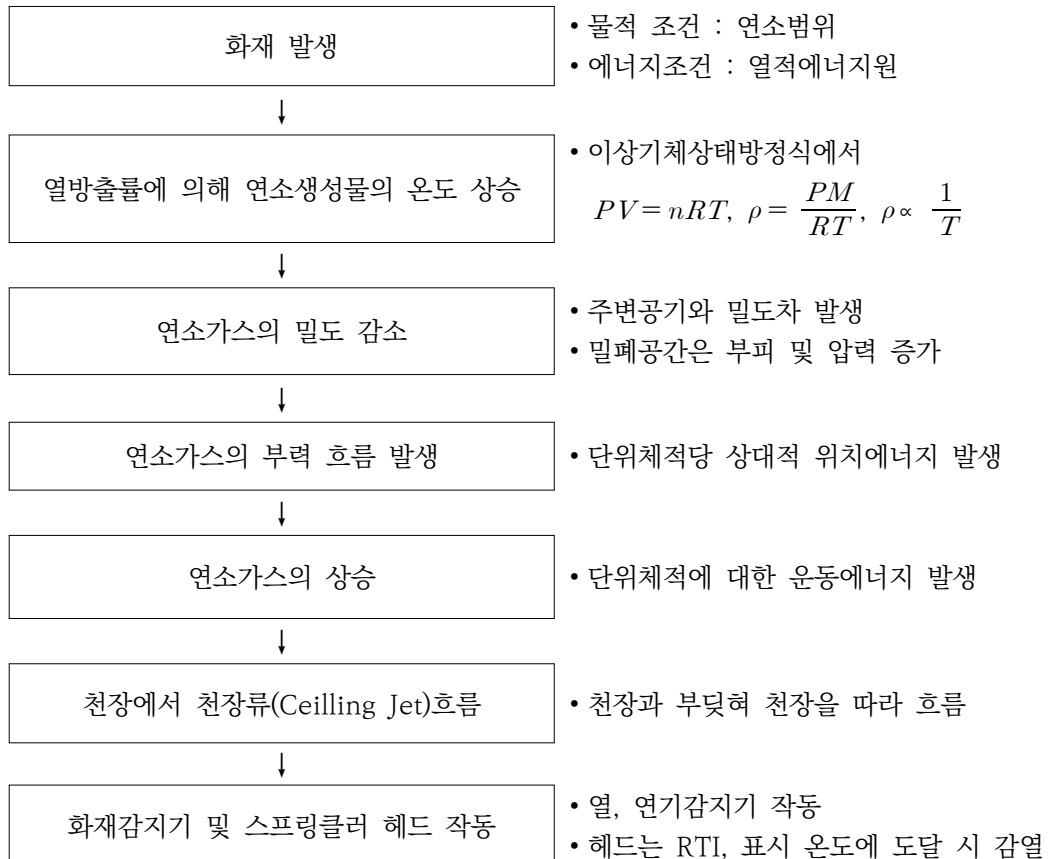 화재 발생
• 물적 조건 : 연소범위
• 에너지조건 : 열적에너지원
↓
열방출률에 의해 연소생성물의 온도 상승
• 이상기체상태방정식에서
PV = nRT, ρ = PM/RT, ρ ∝ 1/T
↓
연소가스의 밀도 감소
• 주변공기와 밀도차 발생
• 밀폐공간은 부피 및 압력 증가
↓
연소가스의 부력 흐름 발생
• 단위체적당 상대적 위치에너지 발생
↓
연소가스의 상승
• 단위체적에 대한 운동에너지 발생
↓
천장에서 천장류(Ceilling Jet)흐름
• 천장과 부딪혀 천장을 따라 흐름
↓
화재감지기 및 스프링클러 헤드 작동
• 열, 연기감지기 작동
• 헤드는 RTI, 표시 온도에 도달 시 감열